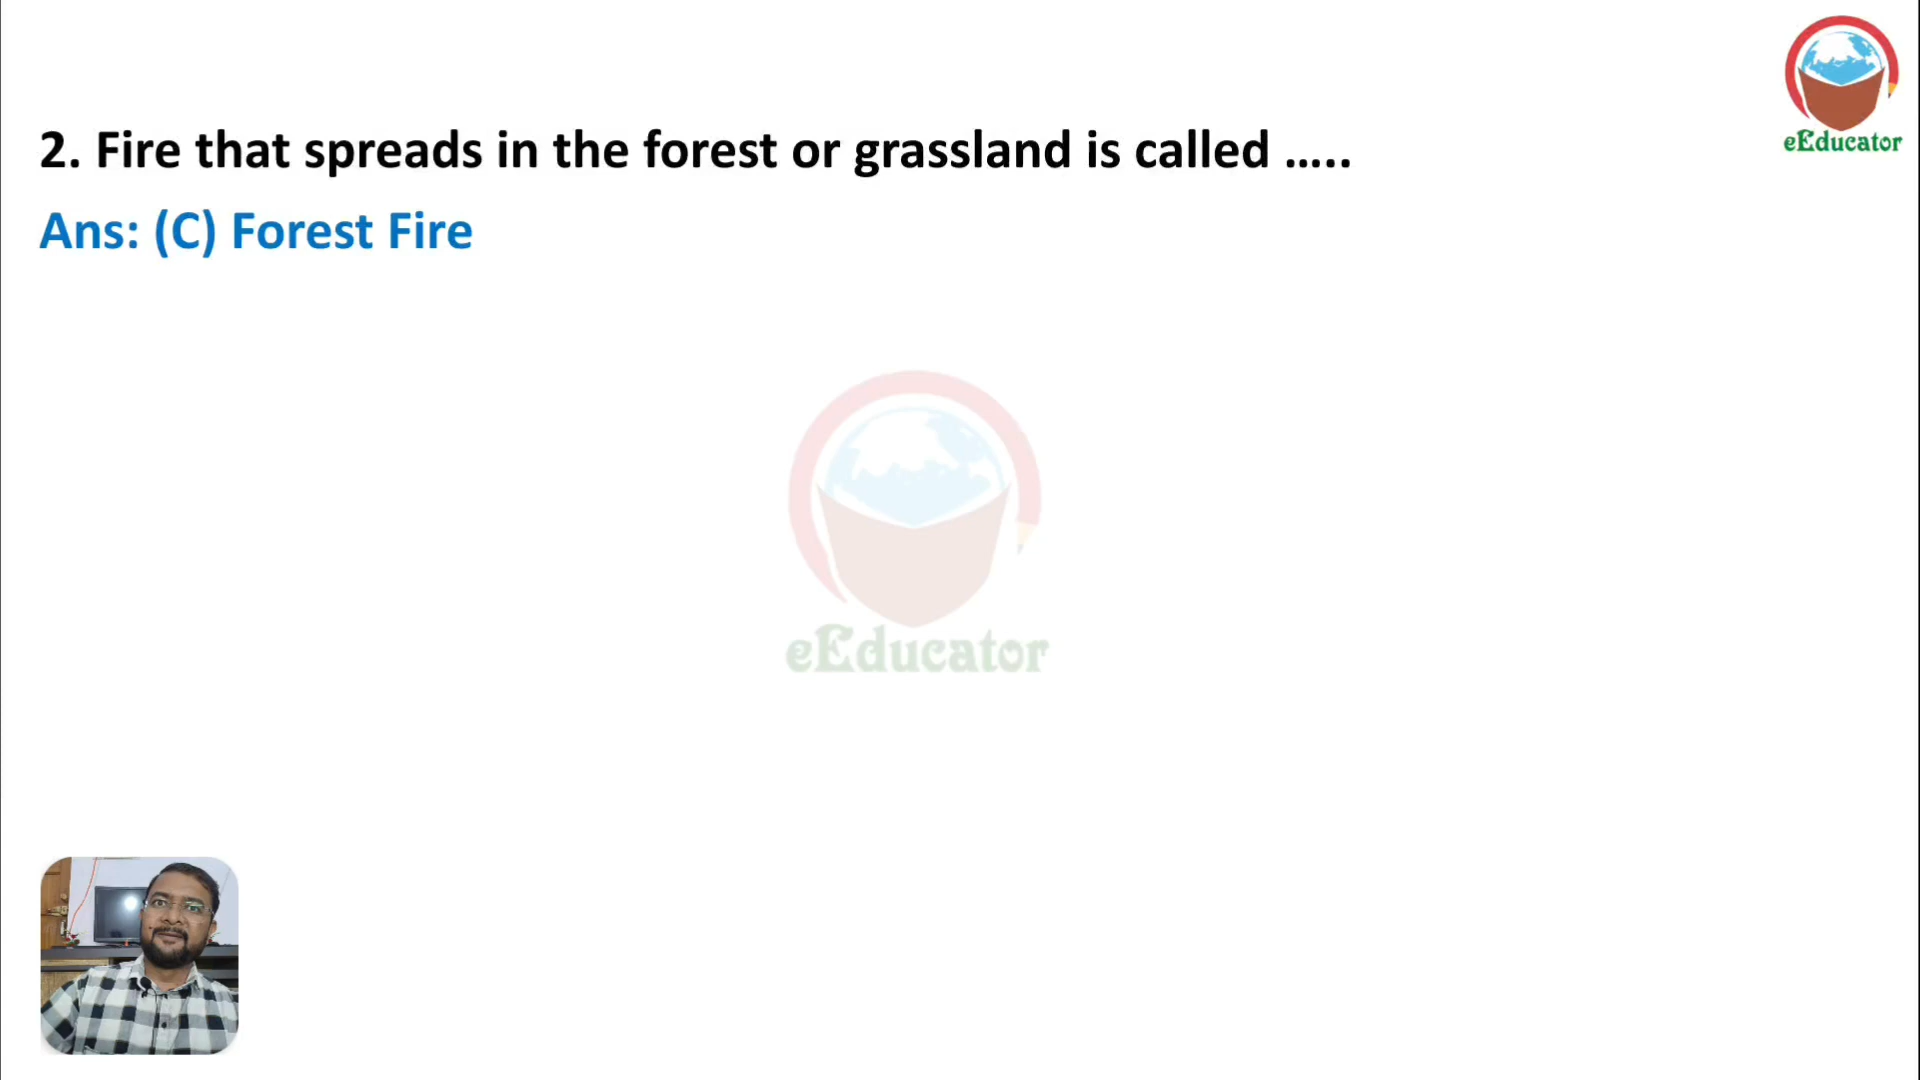 eEducator
2. Fire that spreads in the forest or grassland is called .....
Ans: (C) Forest Fire
eEducator